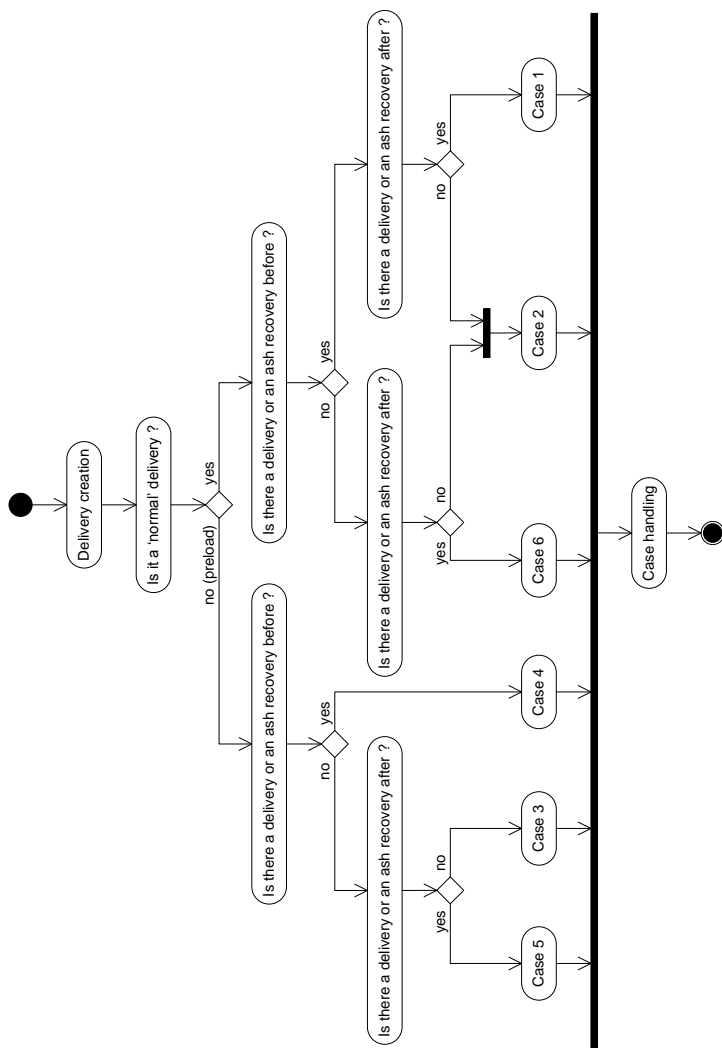 Delivery creation
Is it a 'normal' delivery ?
no (preload)
yes
Is there a delivery or an ash recovery before ?
Is there a delivery or an ash recovery before ?
no
yes
no
yes
Is there a delivery or an ash recovery after ?
Is there a delivery or an ash recovery after ?
Is there a delivery or an ash recovery after ?
yes
no
yes
no
no
yes
Case 5
Case 3
Case 4
Case 6
Case 2
Case 1
Case handling